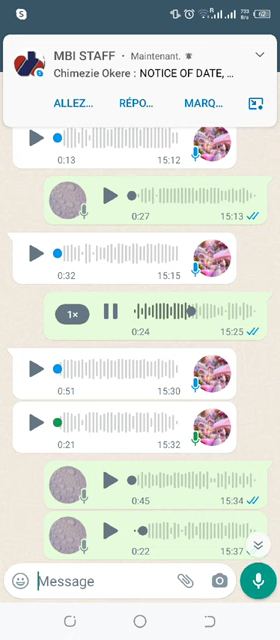 733 B/s 62
MBI STAFF • Maintenant.
Chimezie Okere : NOTICE OF DATE, ...
ALLEZ... RÉPO... MARQ...
0:13 15:12
0:27 15:13
0:32 15:15
1×
0:24 15:25
0:51 15:30
0:21 15:32
0:45 15:34
0:22 15:37
Message